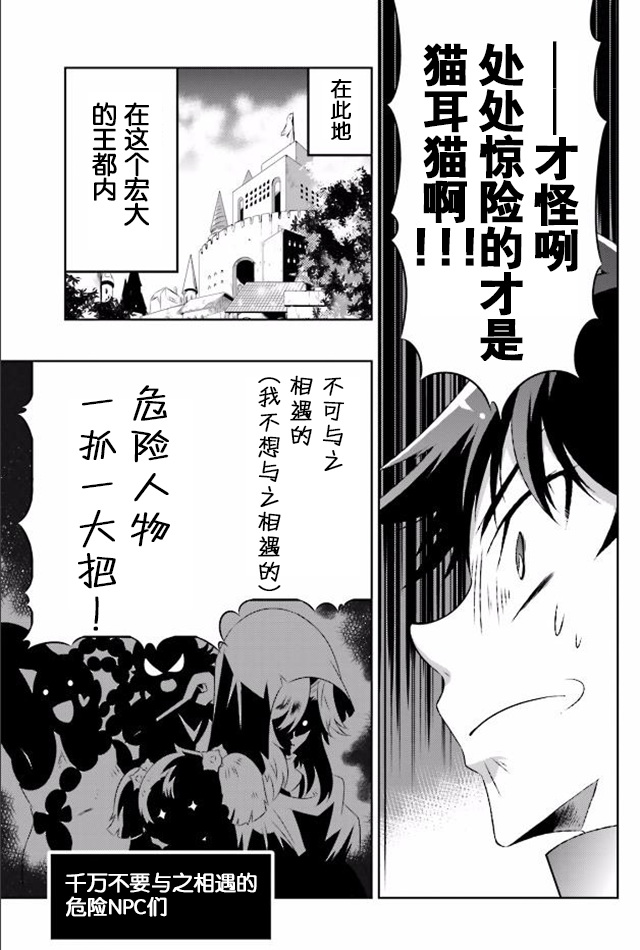 ——才怪咧
处处惊险的才是
猫耳猫啊!!!
在此地
在这个宏大
的王都内
不可与之
相遇的
(我不想与之相遇的)
危险人物
一抓一大把!
千万不要与之相遇的
危险NPC们